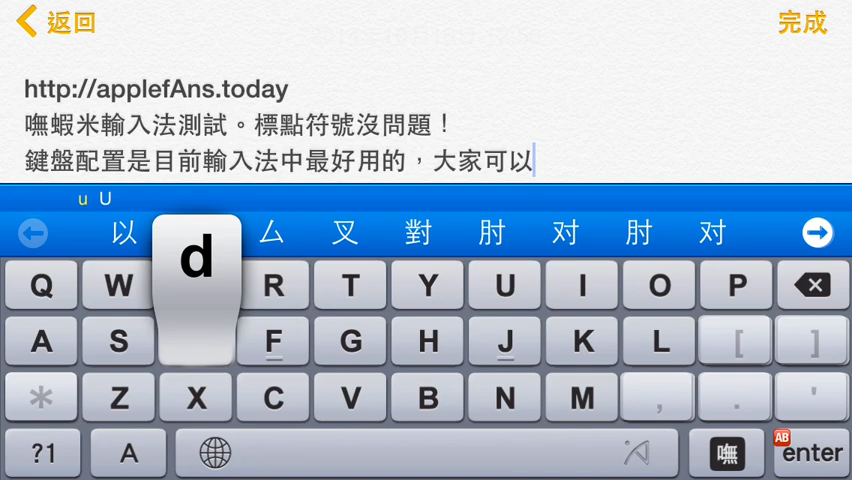 返回
完成
http://applefAns.today
嘸蝦米輸入法測試。標點符號沒問題！
鍵盤配置是目前輸入法中最好用的，大家可以
u U
以 厶 叉 對 肘 对 肘 对
d
Q W R T Y U I O P
A S F G H J K L [ ]
* Z X C V B N M , . '
?1 A 嘸 AB enter